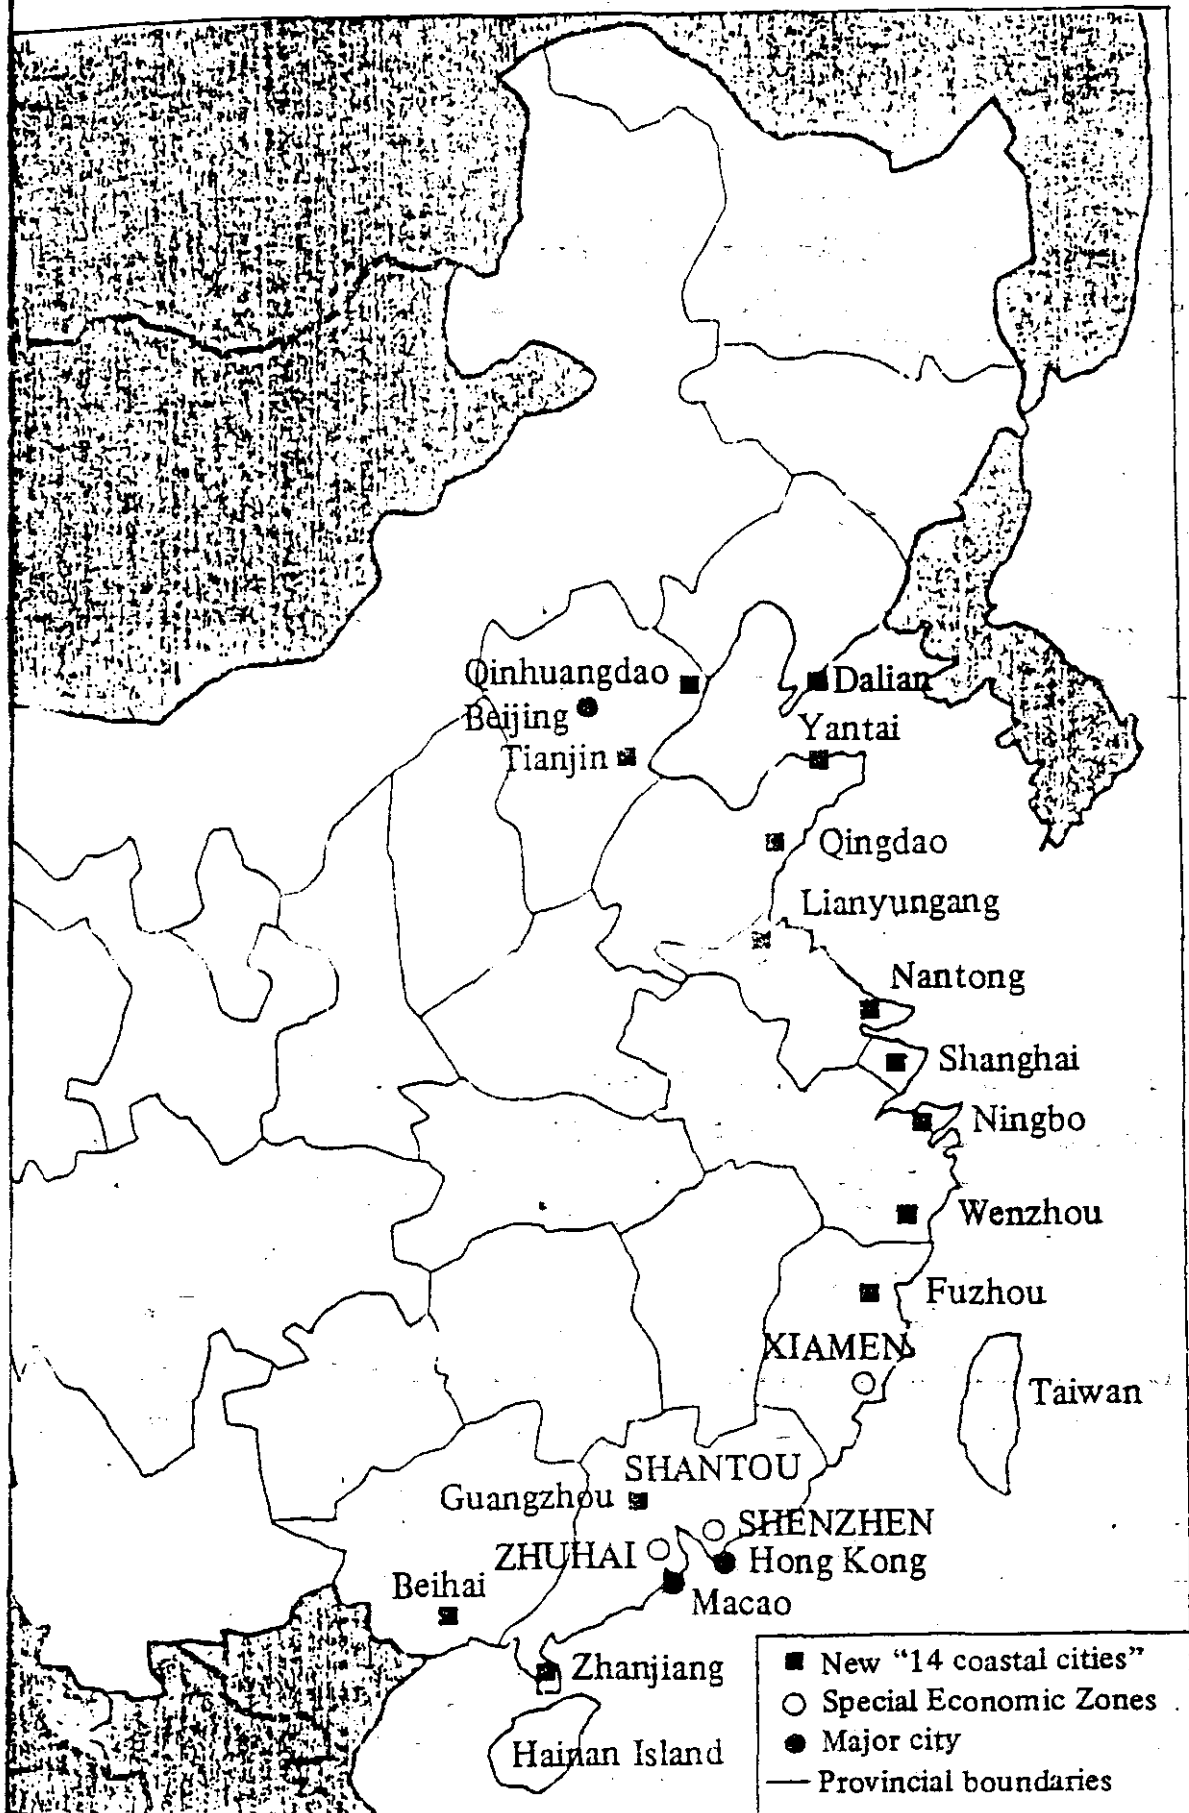 Qinhuangdao
Dalian
Beijing
Yantai
Tianjin
Qingdao
Lianyungang
Nantong
Shanghai
Ningbo
Wenzhou
Fuzhou
XIAMEN
Taiwan
SHANTOU
Guangzhou
SHENZHEN
ZHUHAI
Hong Kong
Beihai
Macao
Zhanjiang
Hainan Island
New “14 coastal cities”
Special Economic Zones
Major city
Provincial boundaries